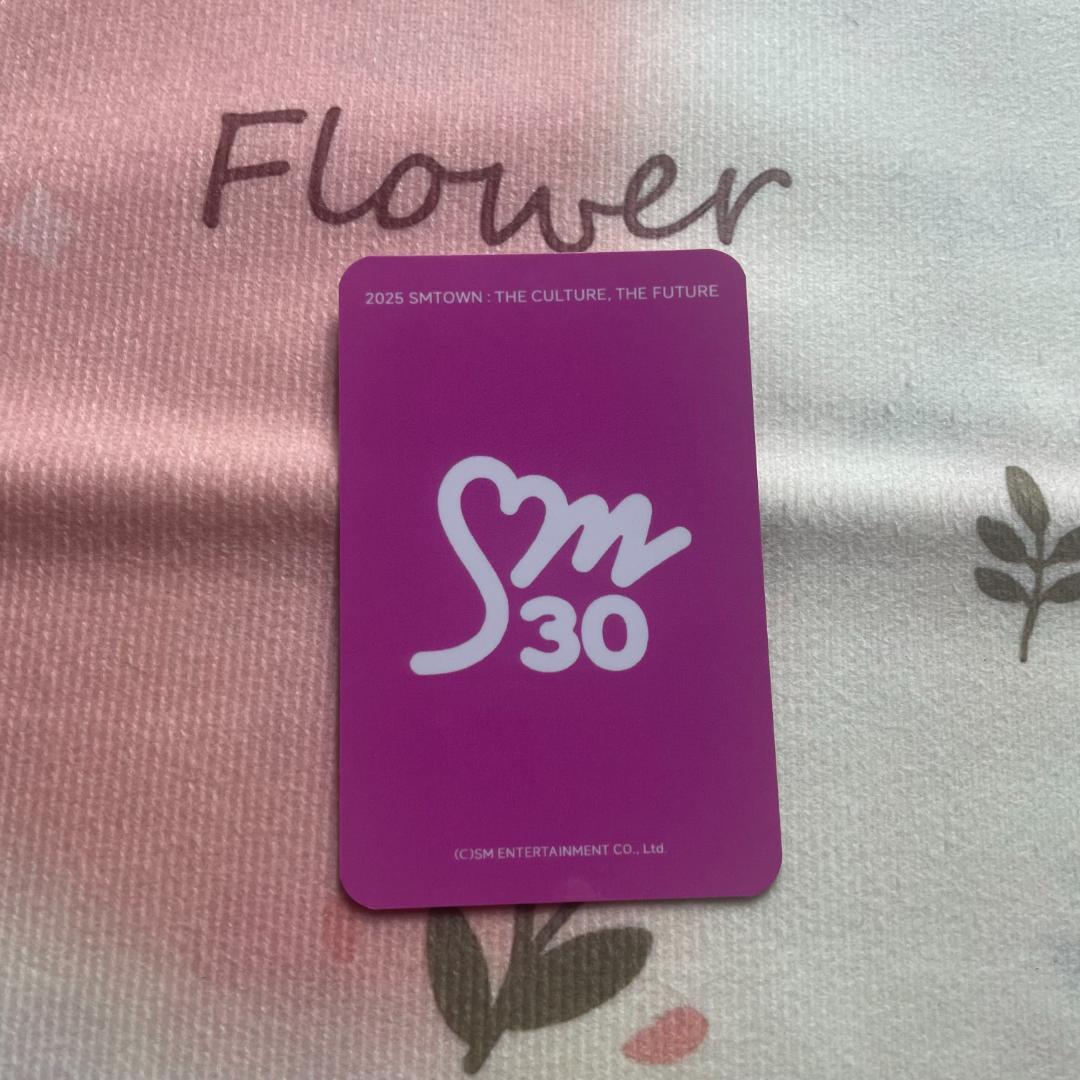 Flower
2025 SMTOWN : THE CULTURE, THE FUTURE
Sm
30
(C)SM ENTERTAINMENT CO., Ltd.